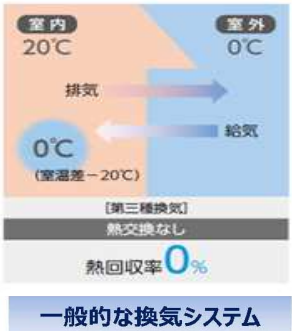 室内 室外
20℃ 0℃
排気
給気
0℃
(室温差-20℃)
[第三種換気]
熱交換なし
熱回収率0%
一般的な換気システム